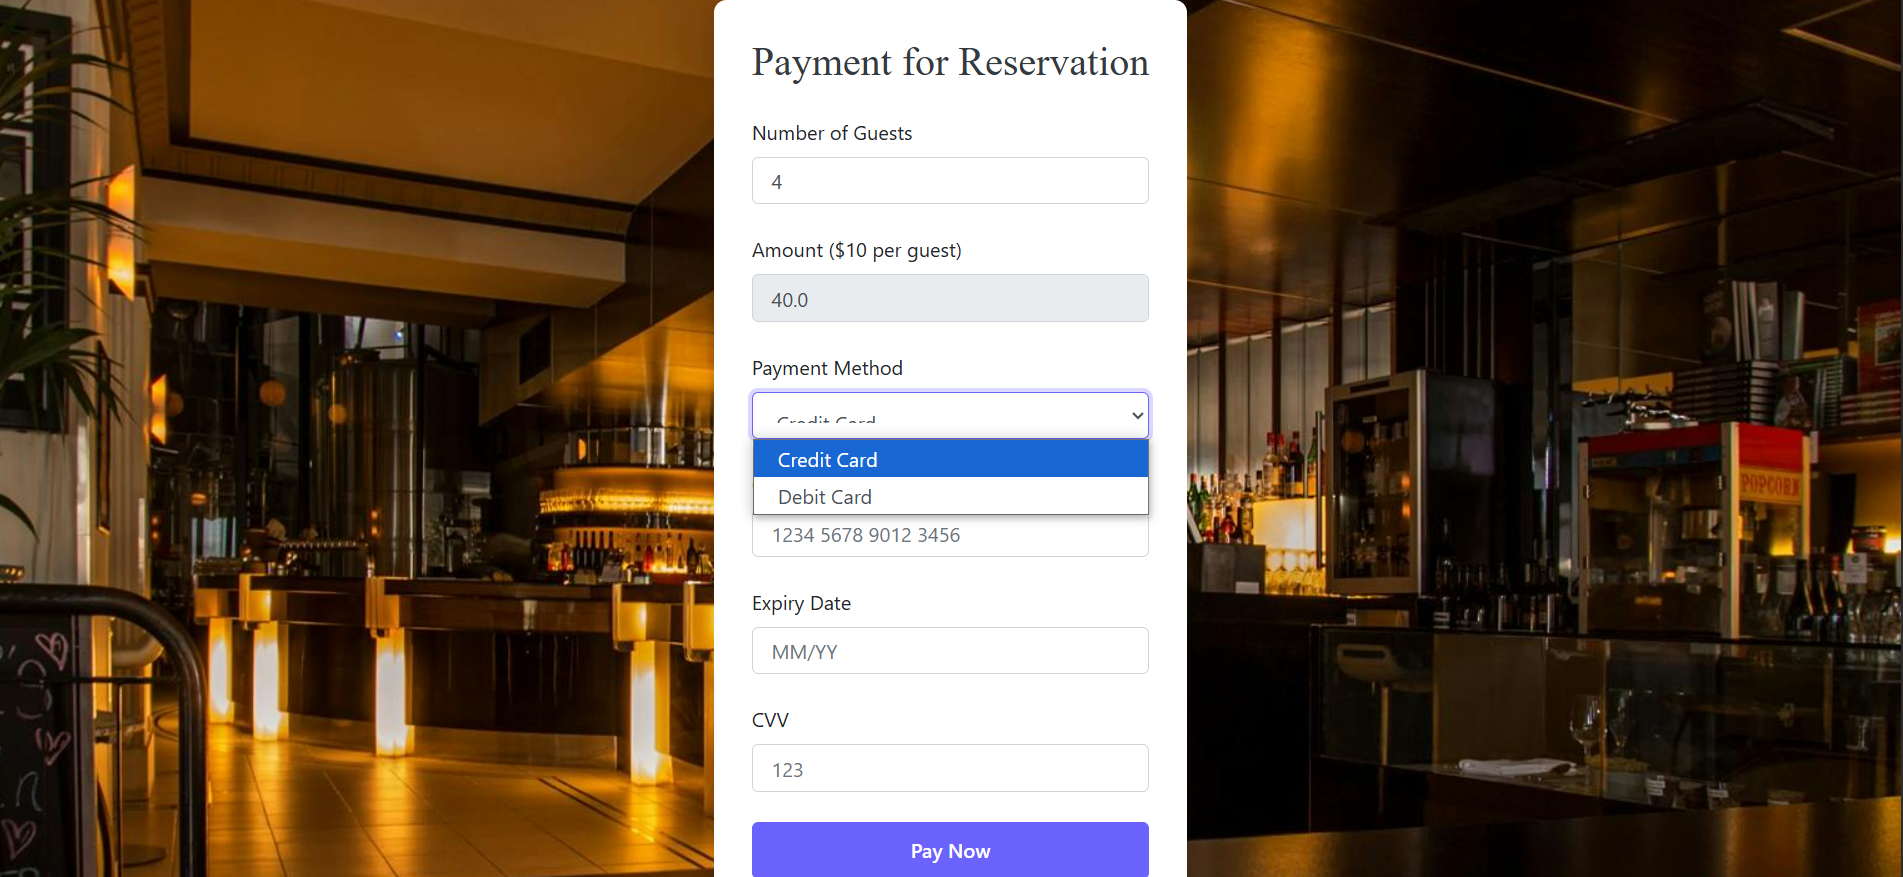 Payment for Reservation
Number of Guests
4
Amount ($10 per guest)
40.0
Payment Method
Credit Card
Credit Card
Debit Card
1234 5678 9012 3456
Expiry Date
MM/YY
CVV
123
Pay Now
POPCORN